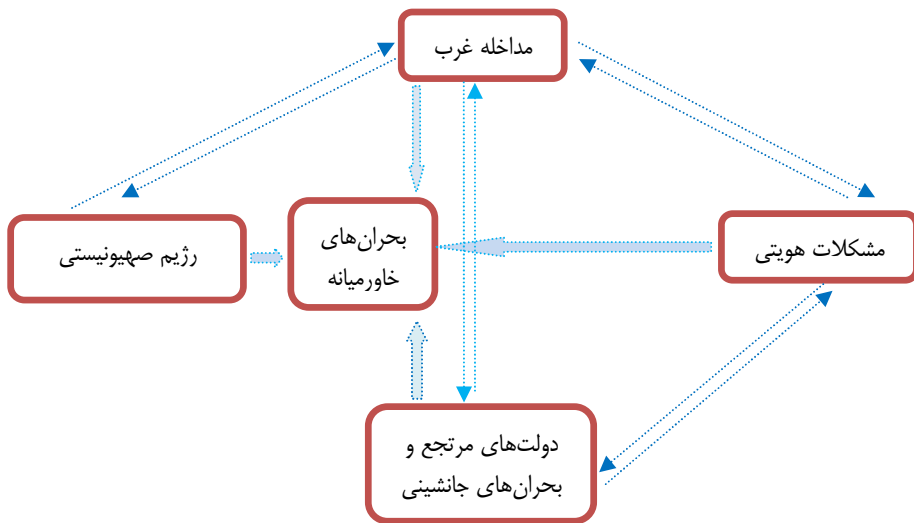 مداخله غرب
مشکلات هویتی
بحران‌های
خاورمیانه
رژیم صهیونیستی
دولت‌های مرتجع و
بحران‌های جانشینی